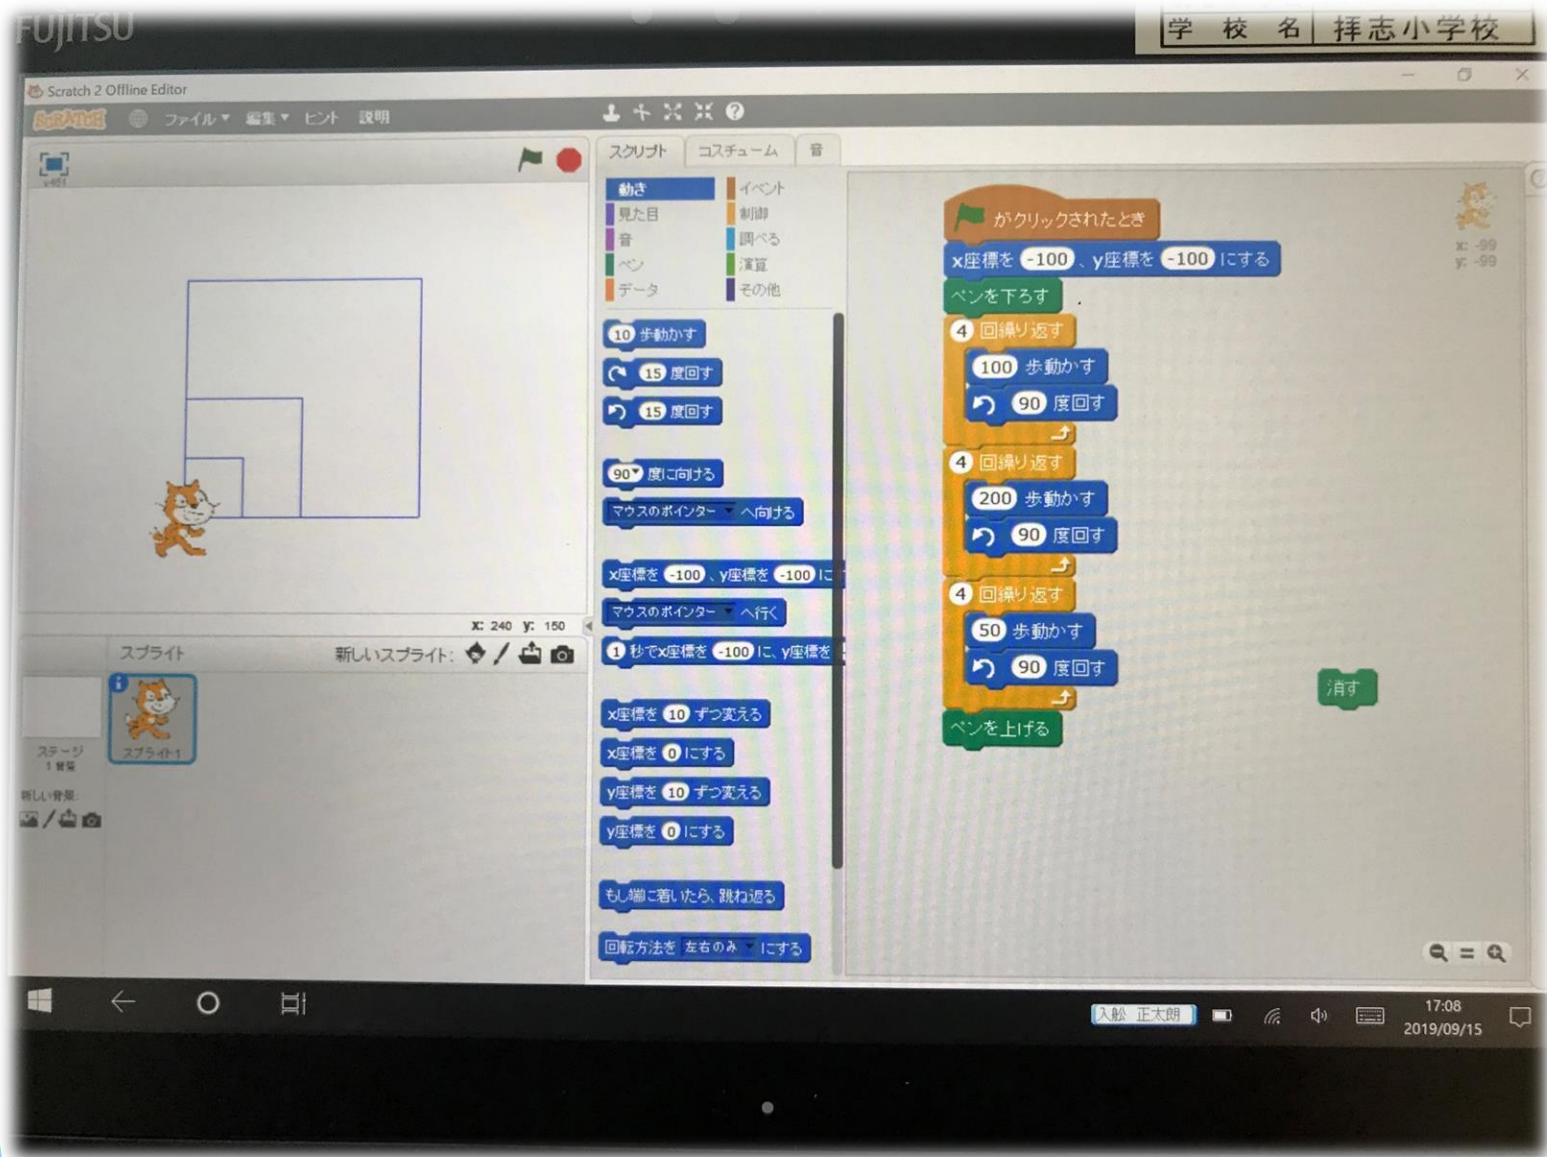 FUJITSU
学 校 名 拝志小学校
Scratch 2 Offline Editor
SCRATCH ファイル▼ 編集▼ ヒント 説明
v461
スクリプト コスチューム 音
動き イベント
見た目 制御
音 調べる
ペン 演算
データ その他
10 歩動かす
15 度回す
15 度回す
90▼ 度に向ける
マウスのポインター▼ へ向ける
x座標を -100 、y座標を -100 に
マウスのポインター▼ へ行く
1 秒でx座標を -100 に、y座標を
x座標を 10 ずつ変える
x座標を 0 にする
y座標を 10 ずつ変える
y座標を 0 にする
もし端に着いたら、跳ね返る
回転方法を 左右のみ▼ にする
がクリックされたとき
x座標を -100 、y座標を -100 にする
ペンを下ろす
4 回繰り返す
100 歩動かす
90 度回す
4 回繰り返す
200 歩動かす
90 度回す
4 回繰り返す
50 歩動かす
90 度回す
ペンを上げる
消す
x: -99
y: -99
x: 240 y: 150
スプライト 新しいスプライト:
ステージ
1 背景
スプライト1
新しい背景:
入舩 正太朗
17:08
2019/09/15